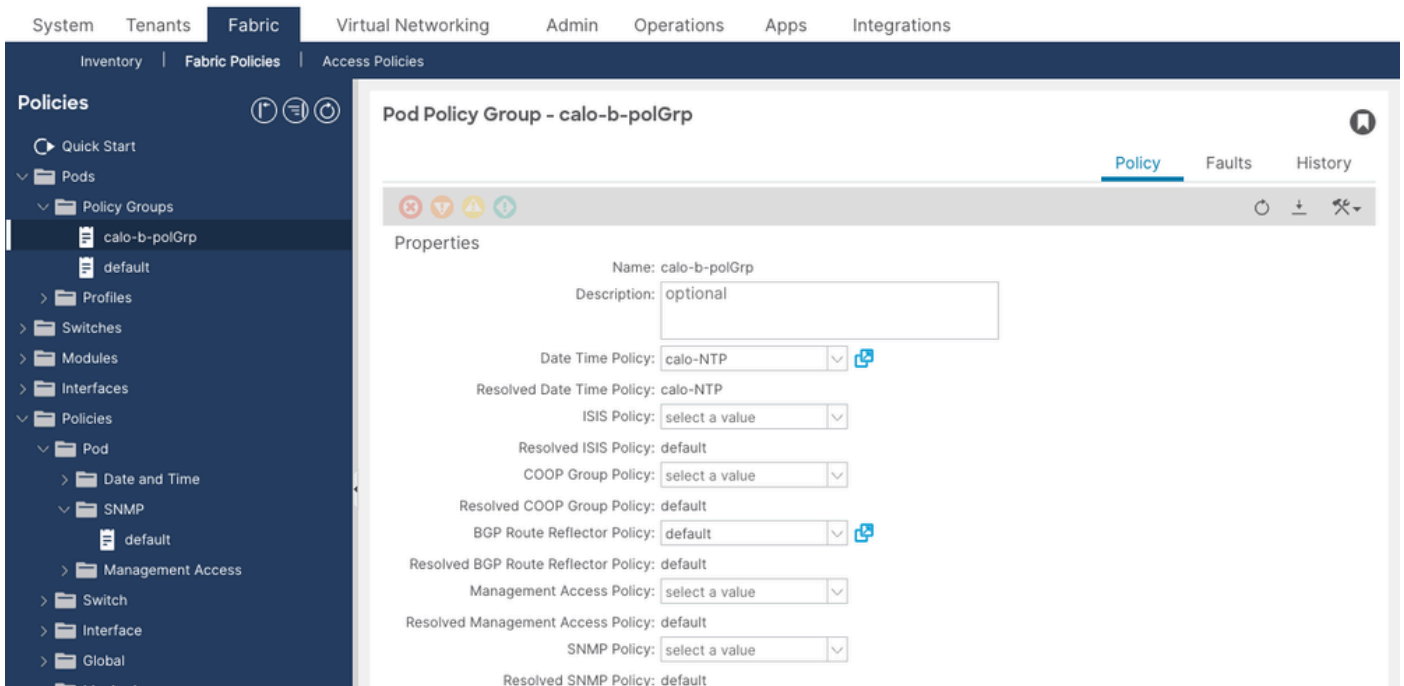 System Tenants Fabric Virtual Networking Admin Operations Apps Integrations
Inventory | Fabric Policies | Access Policies
Policies
Quick Start
Pods
Policy Groups
calo-b-polGrp
default
Profiles
Switches
Modules
Interfaces
Policies
Pod
Date and Time
SNMP
default
Management Access
Switch
Interface
Global
Pod Policy Group - calo-b-polGrp
Policy Faults History
Properties
Name: calo-b-polGrp
Description: optional
Date Time Policy: calo-NTP
Resolved Date Time Policy: calo-NTP
ISIS Policy: select a value
Resolved ISIS Policy: default
COOP Group Policy: select a value
Resolved COOP Group Policy: default
BGP Route Reflector Policy: default
Resolved BGP Route Reflector Policy: default
Management Access Policy: select a value
Resolved Management Access Policy: default
SNMP Policy: select a value
Resolved SNMP Policy: default